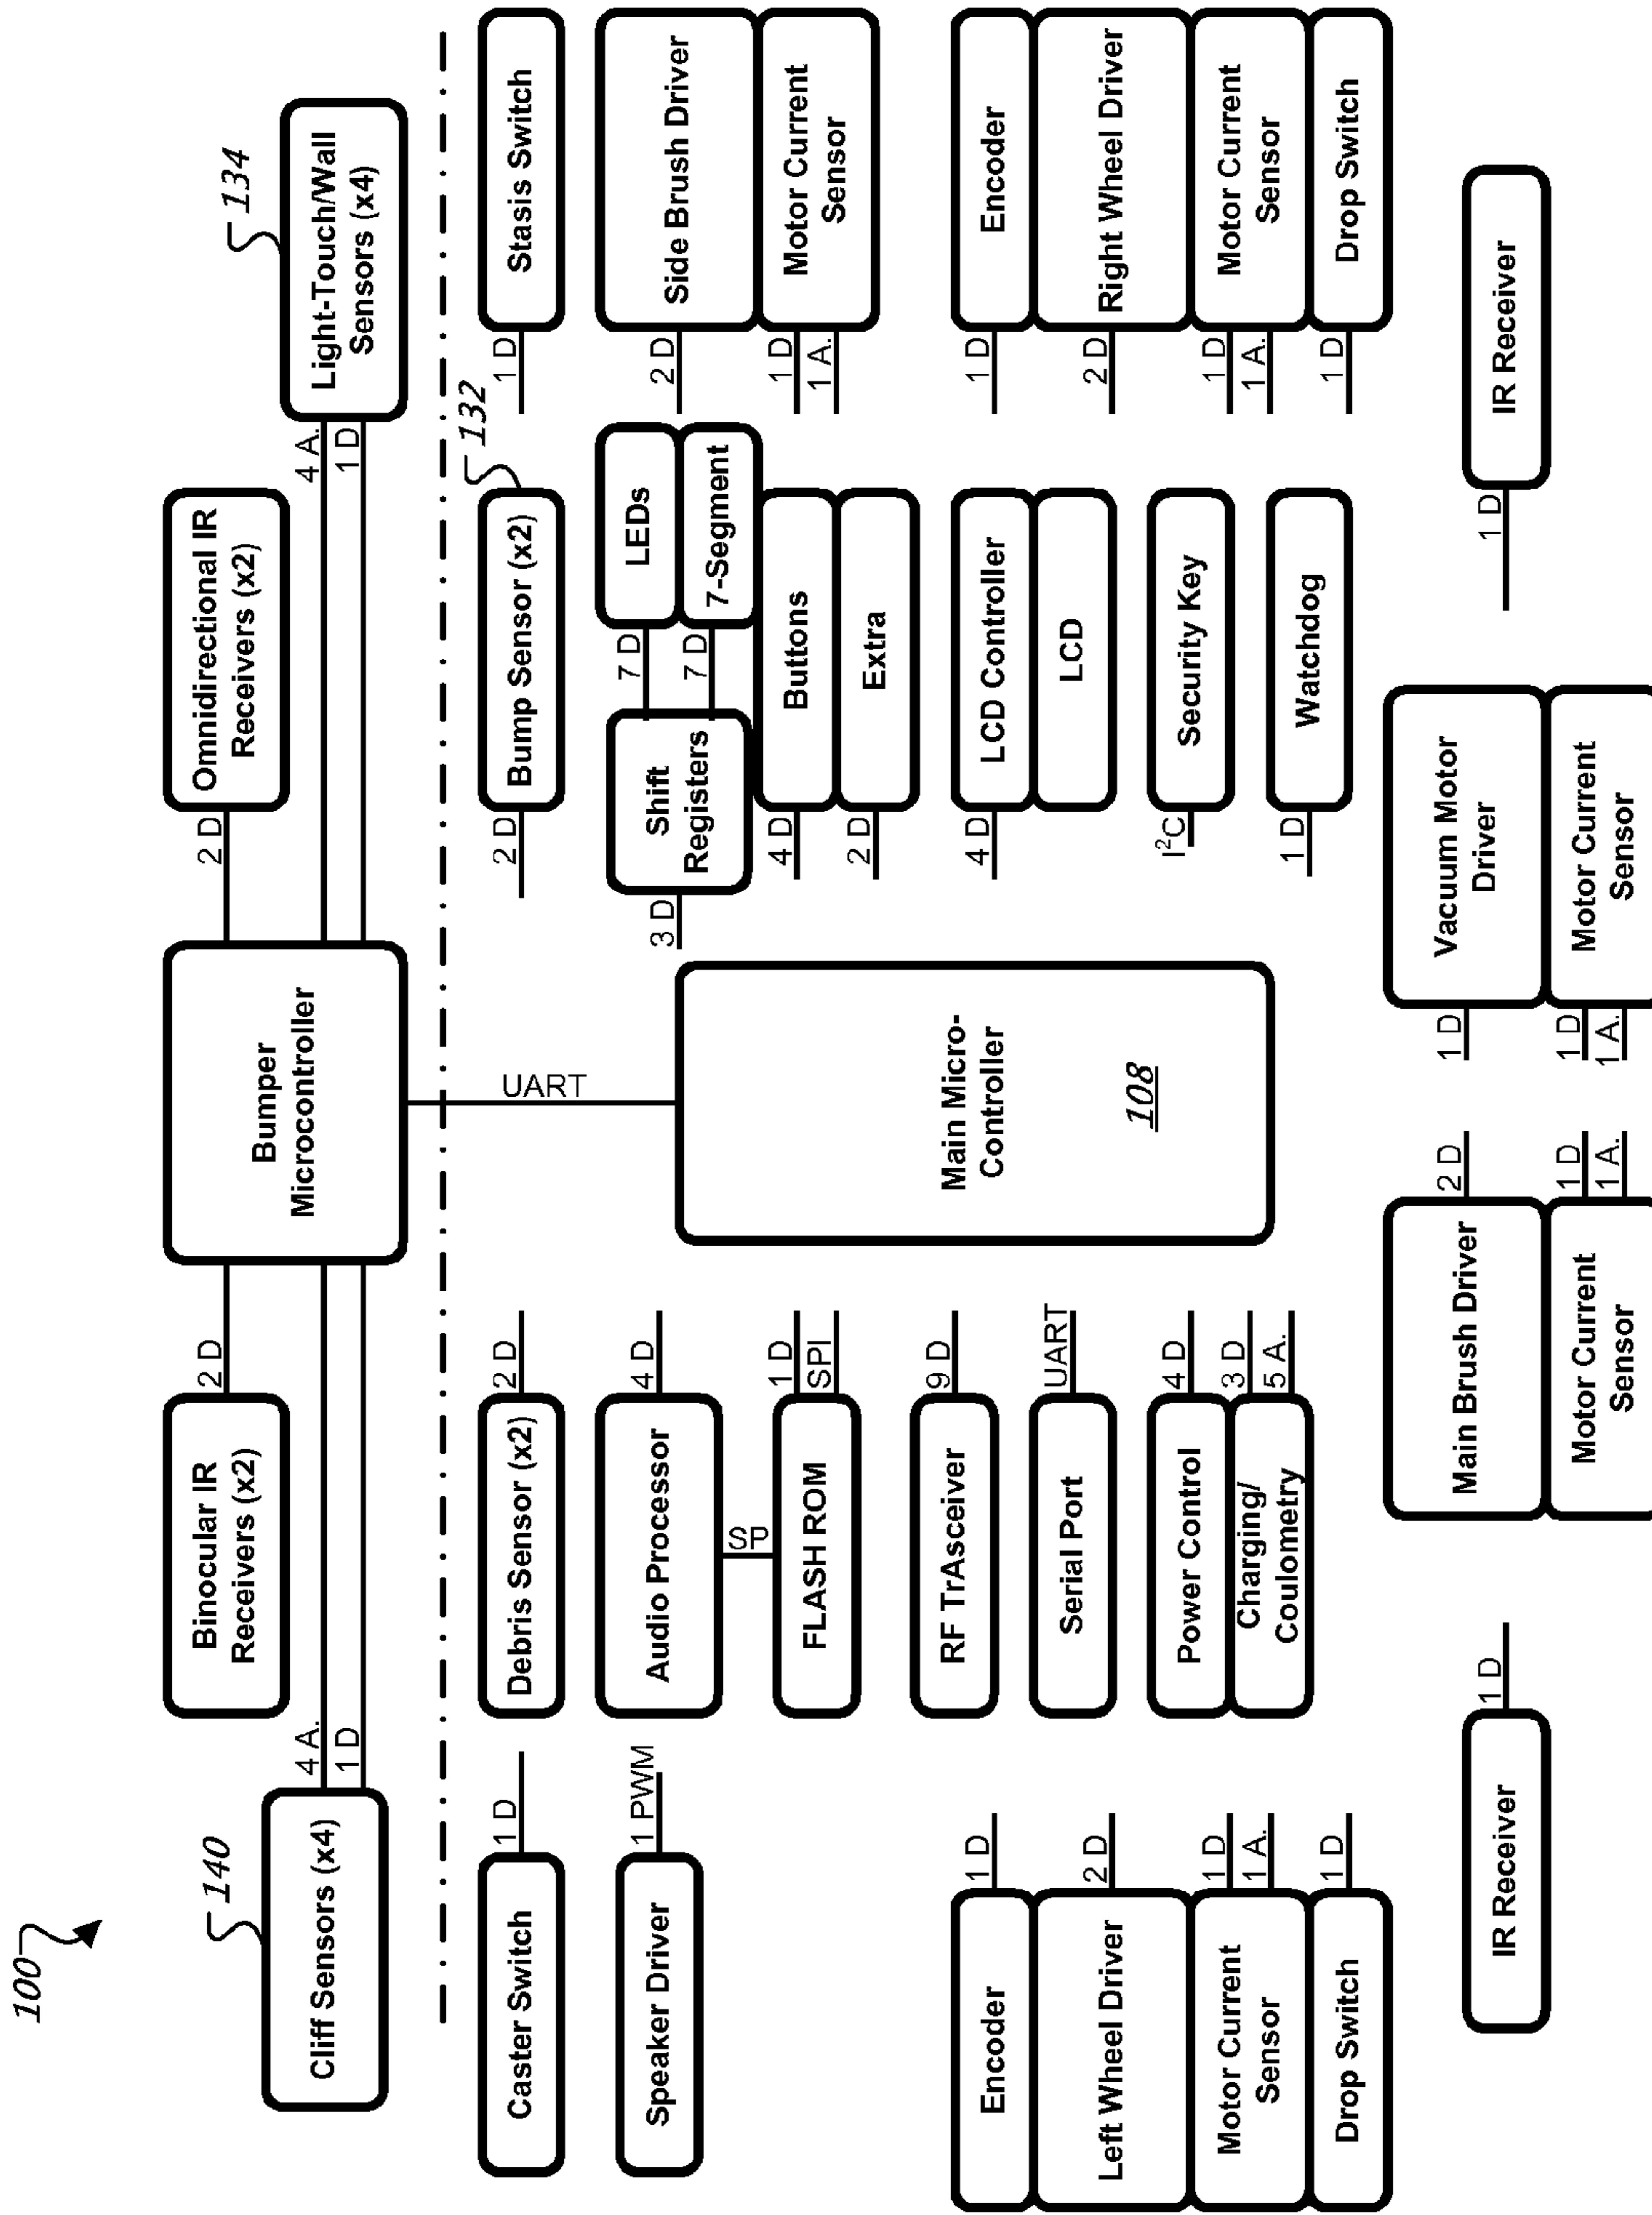 100
140
Cliff Sensors (x4)
4 A.
1 D
Binocular IR
Receivers (x2)
2 D
Bumper
Microcontroller
2 D
Omnidirectional IR
Receivers (x2)
4 A.
1 D
134
Light-Touch/Wall
Sensors (x4)
UART
Caster Switch
1 D
Speaker Driver
1 PWM
Encoder
1 D
Left Wheel Driver
2 D
Motor Current
Sensor
1 D
1 A.
Drop Switch
1 D
IR Receiver
1 D
Debris Sensor (x2)
2 D
Audio Processor
4 D
SP
FLASH ROM
1 D
SPI
RF TrAsceiver
9 D
Serial Port
UART
Power Control
4 D
Charging/
Coulometry
3 D
5 A.
Main Brush Driver
2 D
Motor Current
Sensor
1 D
1 A.
Main Micro-
Controller
108
2 D
Bump Sensor (x2)
132
3 D
Shift
Registers
7 D
LEDs
7 D
7-Segment
4 D
Buttons
2 D
Extra
4 D
LCD Controller
LCD
I²C
Security Key
1 D
Watchdog
1 D
Vacuum Motor
Driver
1 D
1 A.
Motor Current
Sensor
1 D
Stasis Switch
2 D
Side Brush Driver
1 D
1 A.
Motor Current
Sensor
1 D
Encoder
2 D
Right Wheel Driver
1 D
1 A.
Motor Current
Sensor
1 D
Drop Switch
1 D
IR Receiver